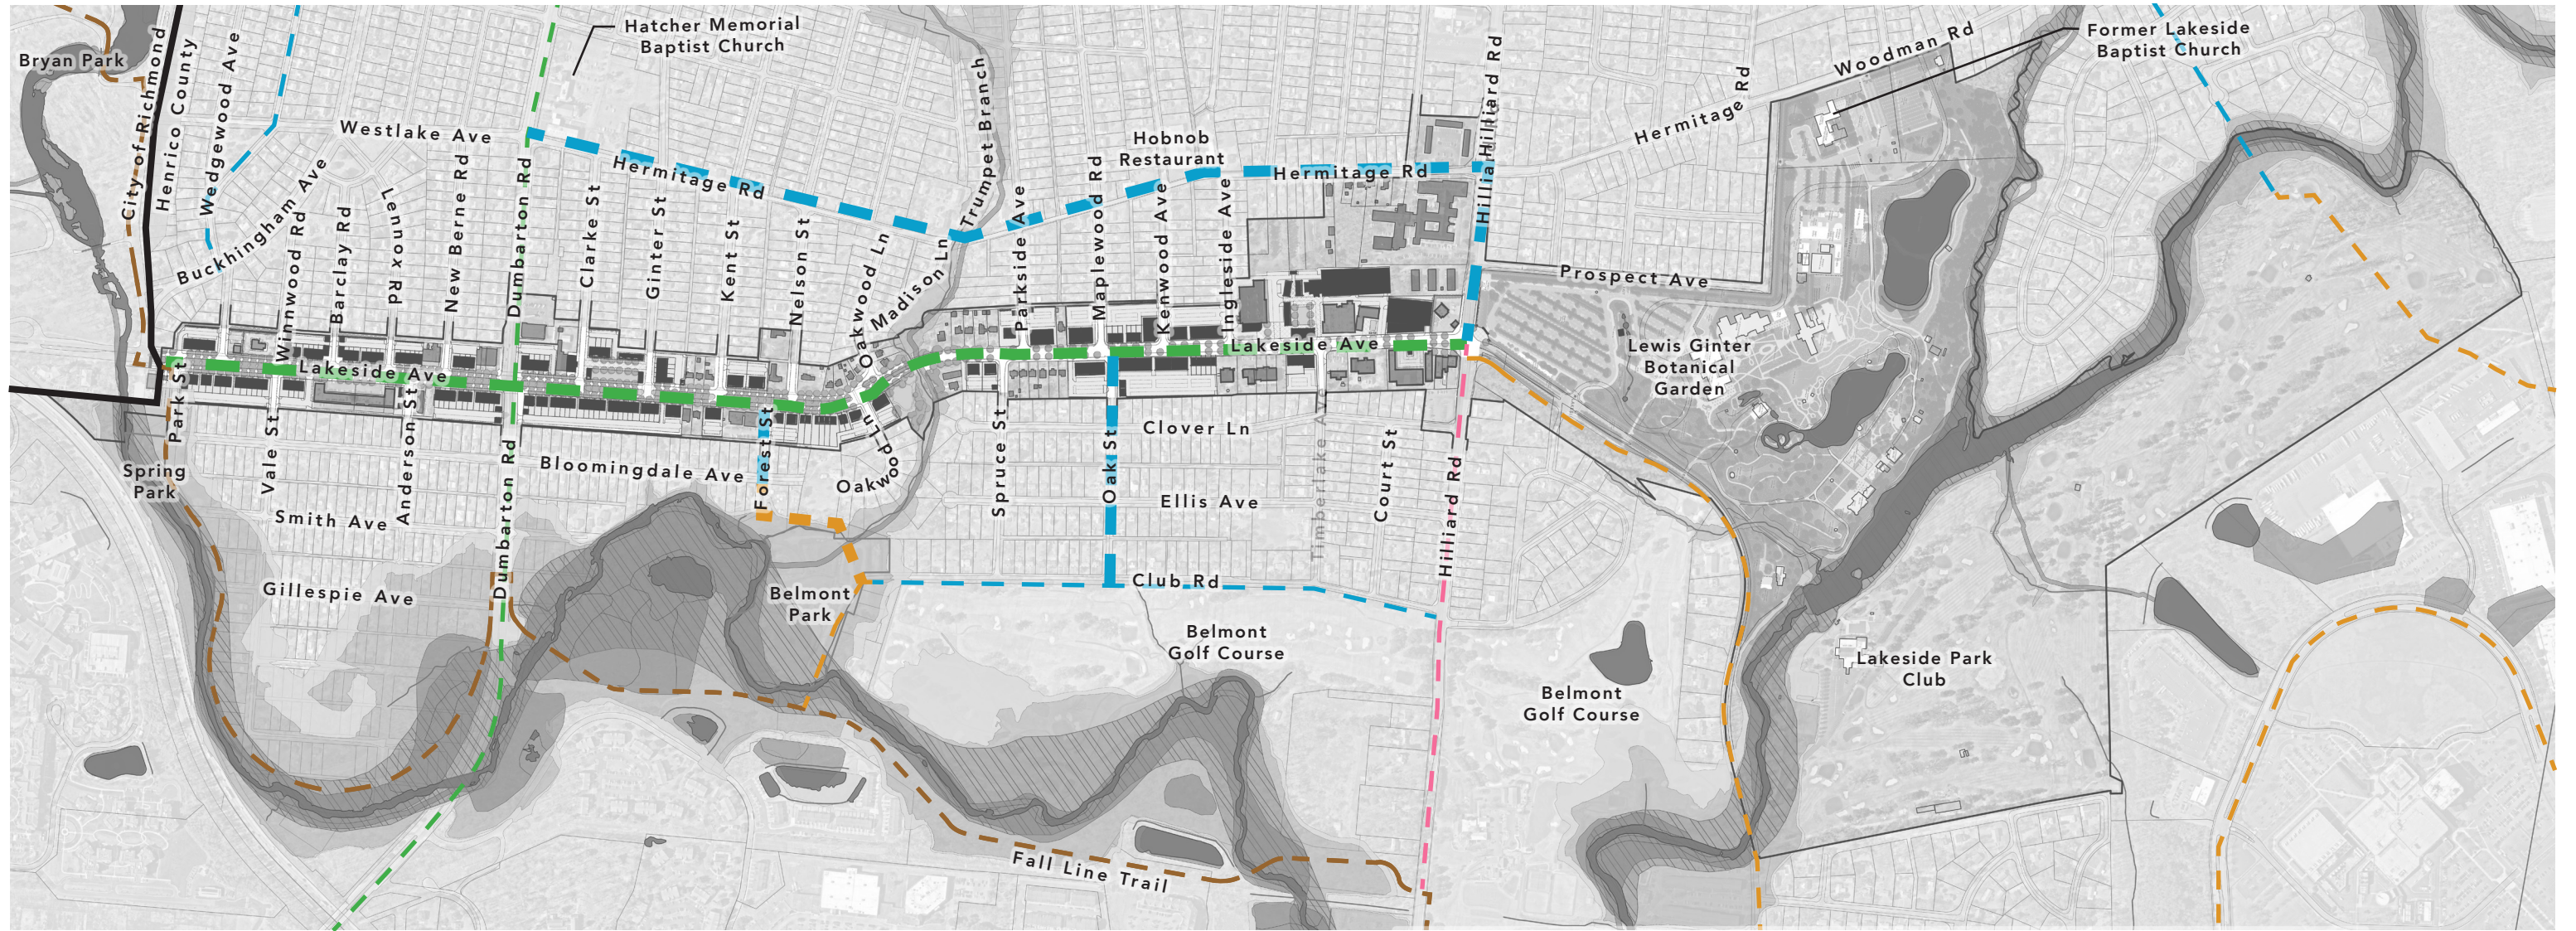 Hatcher Memorial
Baptist Church
Former Lakeside
Baptist Church
Bryan Park
City of Richmond
Henrico County
Wedgewood Ave
Westlake Ave
Hermitage Rd
Trumpet Branch
Hobnob
Restaurant
Hermitage Rd
Hilliard Rd
Hilliard Rd
Hermitage Rd
Woodman Rd
Buckhingham Ave
Winnwood Rd
Barclay Rd
Lennox Rd
New Berne Rd
Dumbarton Rd
Clarke St
Ginter St
Kent St
Nelson St
Oakwood Ln
Madison Ln
Parkside Ave
Maplewood Rd
Kenwood Ave
Ingleside Ave
Prospect Ave
Lakeside Ave
Lakeside Ave
Lewis Ginter
Botanical
Garden
Park St
Vale St
Anderson St
Dumbarton Rd
Bloomingdale Ave
Forest St
Oakwood Ln
Spruce St
Oak St
Clover Ln
Ellis Ave
Timberlake Ave
Court St
Hilliard Rd
Spring
Park
Smith Ave
Gillespie Ave
Belmont
Park
Club Rd
Belmont
Golf Course
Belmont
Golf Course
Lakeside Park
Club
Fall Line Trail